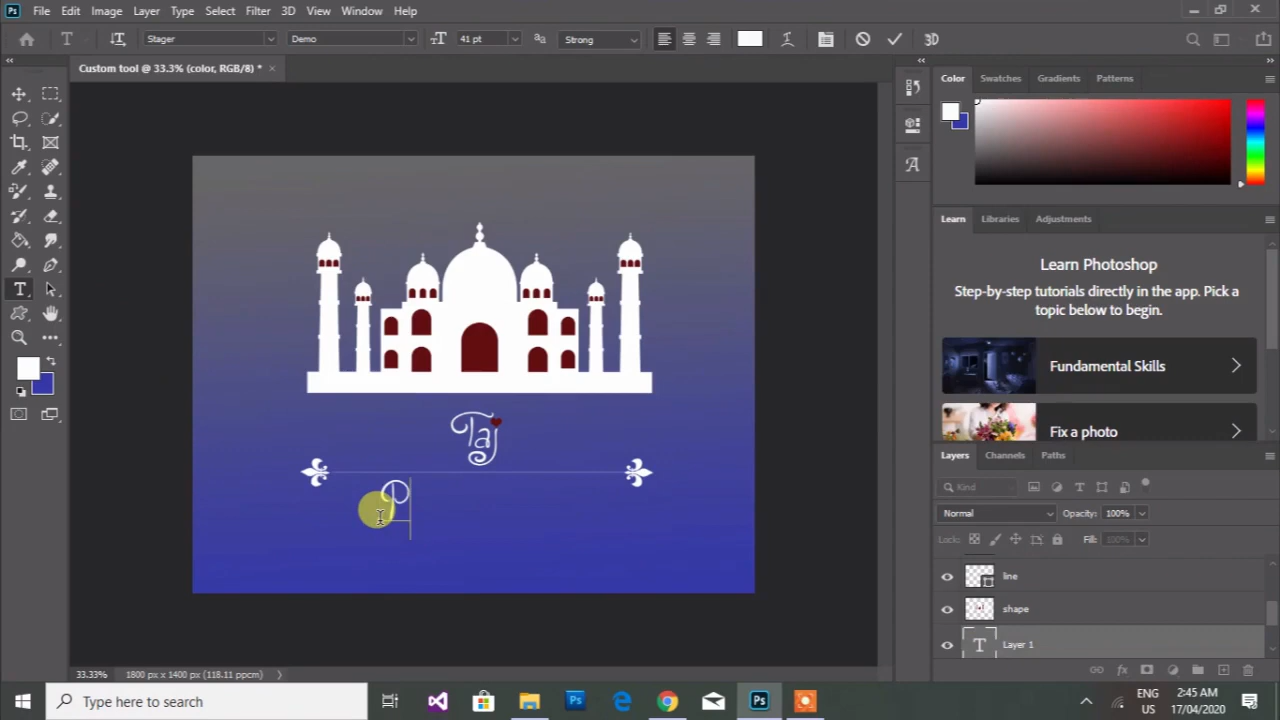 Ps File Edit Image Layer Type Select Filter 3D View Window Help
T Stager Demo 41 pt Strong 3D
Custom tool @ 33.3% (color, RGB/8) *
Color Swatches Gradients Patterns
Learn Libraries Adjustments
Learn Photoshop
Step-by-step tutorials directly in the app. Pick a
topic below to begin.
Fundamental Skills
Fix a photo
Taj
P
Layers Channels Paths
Kind
Normal Opacity: 100%
Lock: Fill: 100%
line
shape
T Layer 1
33.33% 1800 px x 1400 px (118.11 ppcm)
Type here to search
ENG
US
2:45 AM
17/04/2020